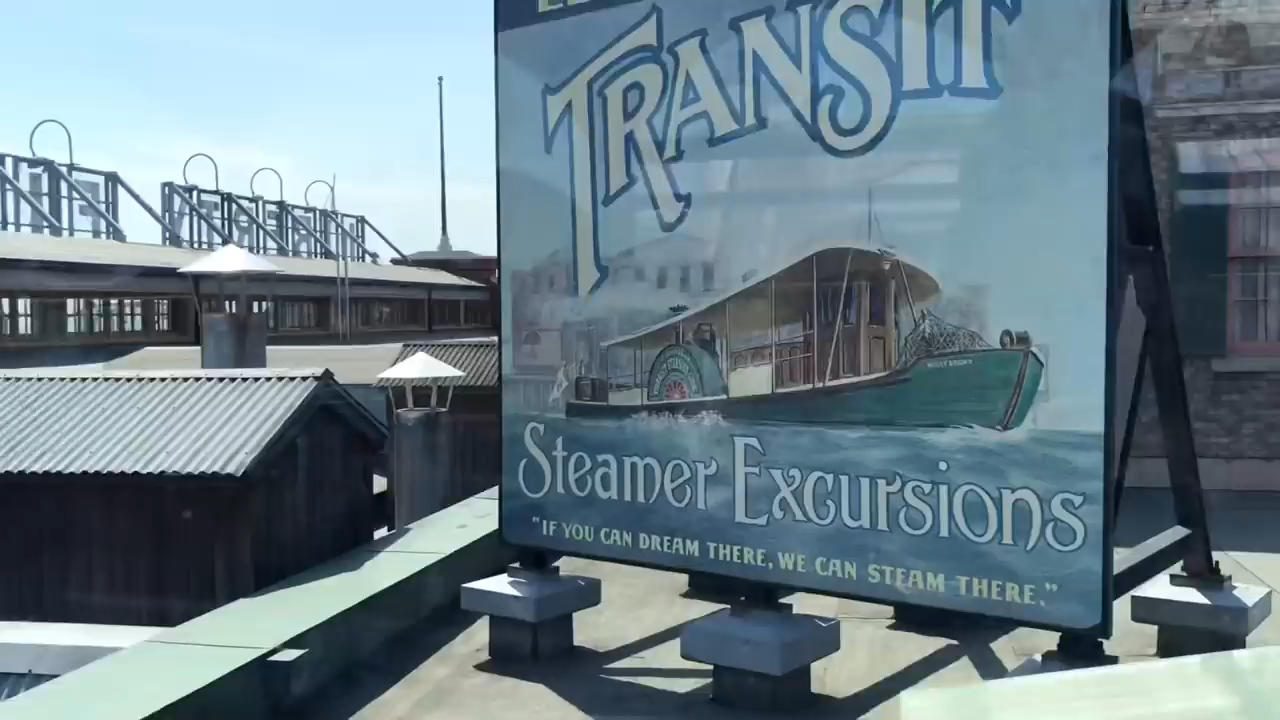 TRANSIT
Steamer Excursions
"IF YOU CAN DREAM THERE, WE CAN STEAM THERE."